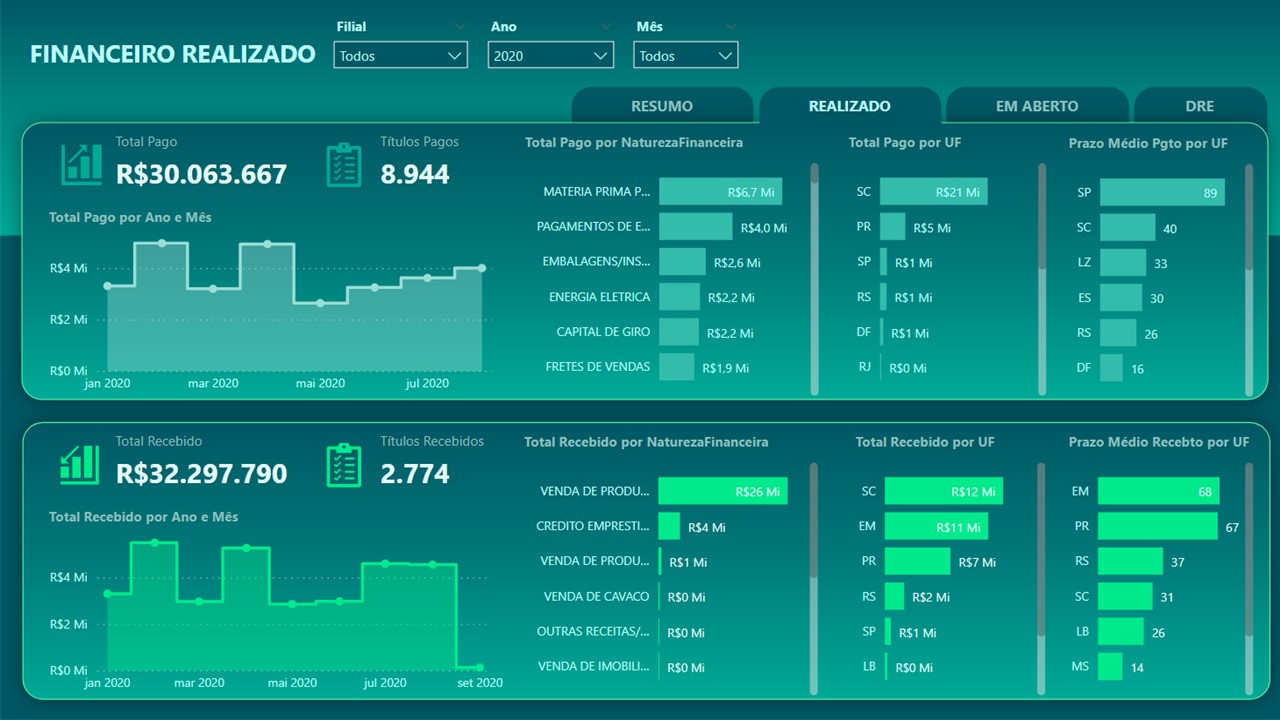 Filial
Ano
Mês
FINANCEIRO REALIZADO
Todos
2020
Todos
RESUMO
REALIZADO
EM ABERTO
DRE
Total Pago
R$30.063.667
Títulos Pagos
8.944
Total Pago por Ano e Mês
R$4 Mi
R$2 Mi
R$0 Mi
jan 2020
mar 2020
mai 2020
jul 2020
Total Pago por NaturezaFinanceira
MATERIA PRIMA P... R$6,7 Mi
PAGAMENTOS DE E... R$4,0 Mi
EMBALAGENS/INS... R$2,6 Mi
ENERGIA ELETRICA R$2,2 Mi
CAPITAL DE GIRO R$2,2 Mi
FRETES DE VENDAS R$1,9 Mi
Total Pago por UF
SC R$21 Mi
PR R$5 Mi
SP R$1 Mi
RS R$1 Mi
DF R$1 Mi
RJ R$0 Mi
Prazo Médio Pgto por UF
SP 89
SC 40
LZ 33
ES 30
RS 26
DF 16
Total Recebido
R$32.297.790
Títulos Recebidos
2.774
Total Recebido por Ano e Mês
R$4 Mi
R$2 Mi
R$0 Mi
jan 2020
mar 2020
mai 2020
jul 2020
set 2020
Total Recebido por NaturezaFinanceira
VENDA DE PRODU... R$26 Mi
CREDITO EMPRESTI... R$4 Mi
VENDA DE PRODU... R$1 Mi
VENDA DE CAVACO R$0 Mi
OUTRAS RECEITAS/... R$0 Mi
VENDA DE IMOBILI... R$0 Mi
Total Recebido por UF
SC R$12 Mi
EM R$11 Mi
PR R$7 Mi
RS R$2 Mi
SP R$1 Mi
LB R$0 Mi
Prazo Médio Recebto por UF
EM 68
PR 67
RS 37
SC 31
LB 26
MS 14